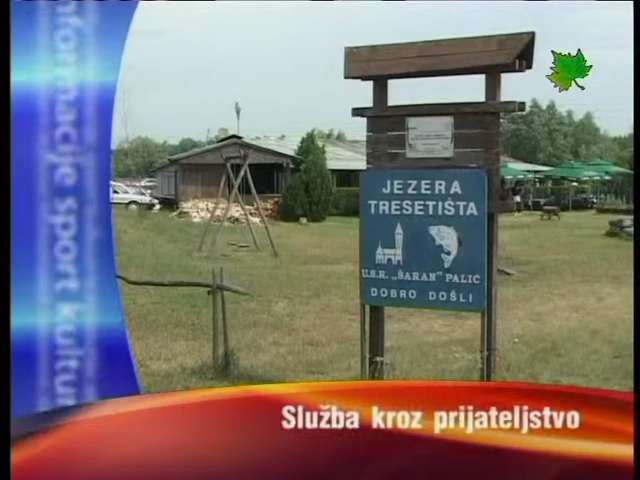 informacije sport kultura
JEZERA
TRESETIŠTA
U.S.R. „ŠARAN" PALIĆ
DOBRO DOŠLI
Služba kroz prijateljstvo